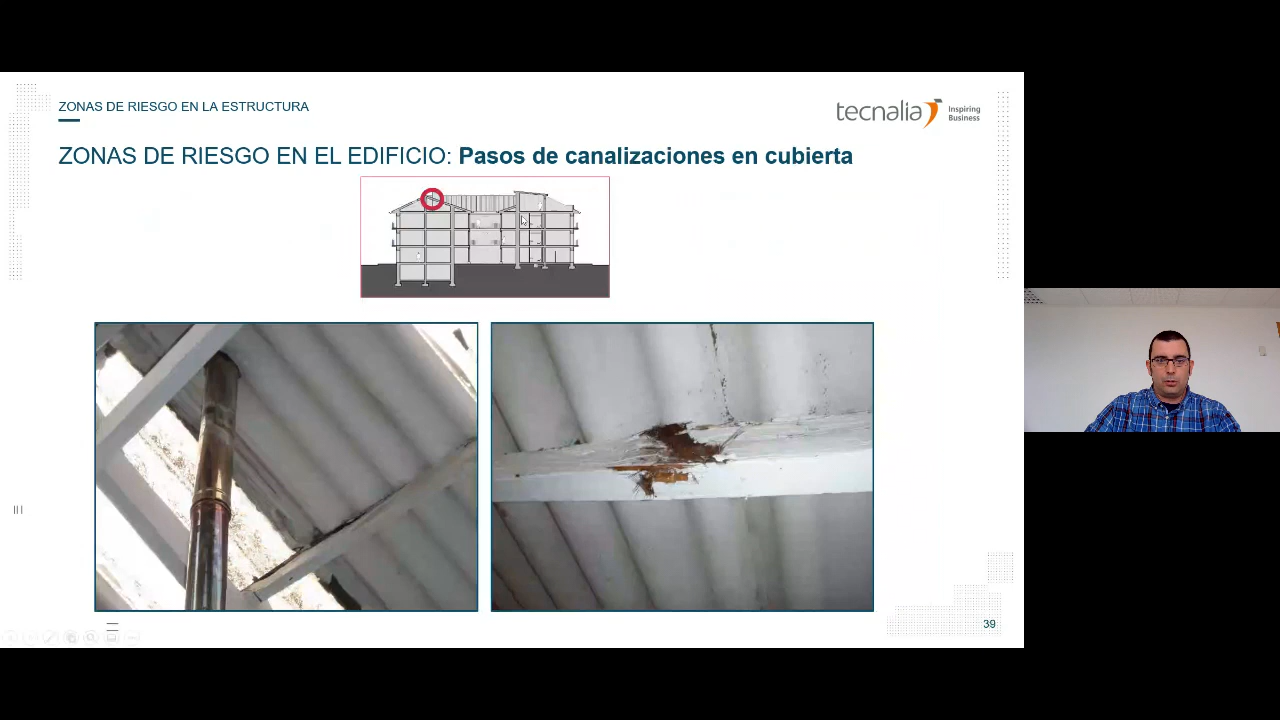 ZONAS DE RIESGO EN LA ESTRUCTURA
tecnalia
Inspiring
Business
ZONAS DE RIESGO EN EL EDIFICIO: Pasos de canalizaciones en cubierta
39